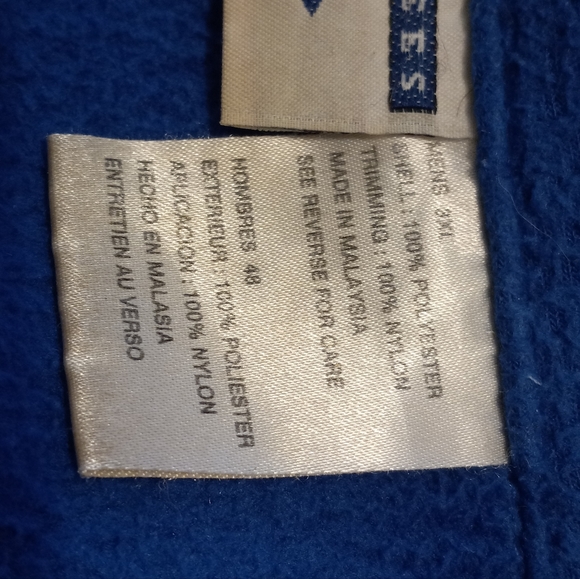 MENS 3XL
SHELL : 100% POLYESTER
TRIMMING : 100% NYLON
MADE IN MALAYSIA
SEE REVERSE FOR CARE
HOMBRES 48
EXTERIEUR : 100% POLIESTER
APLICACION : 100% NYLON
HECHO EN MALASIA
ENTRETIEN AU VERSO